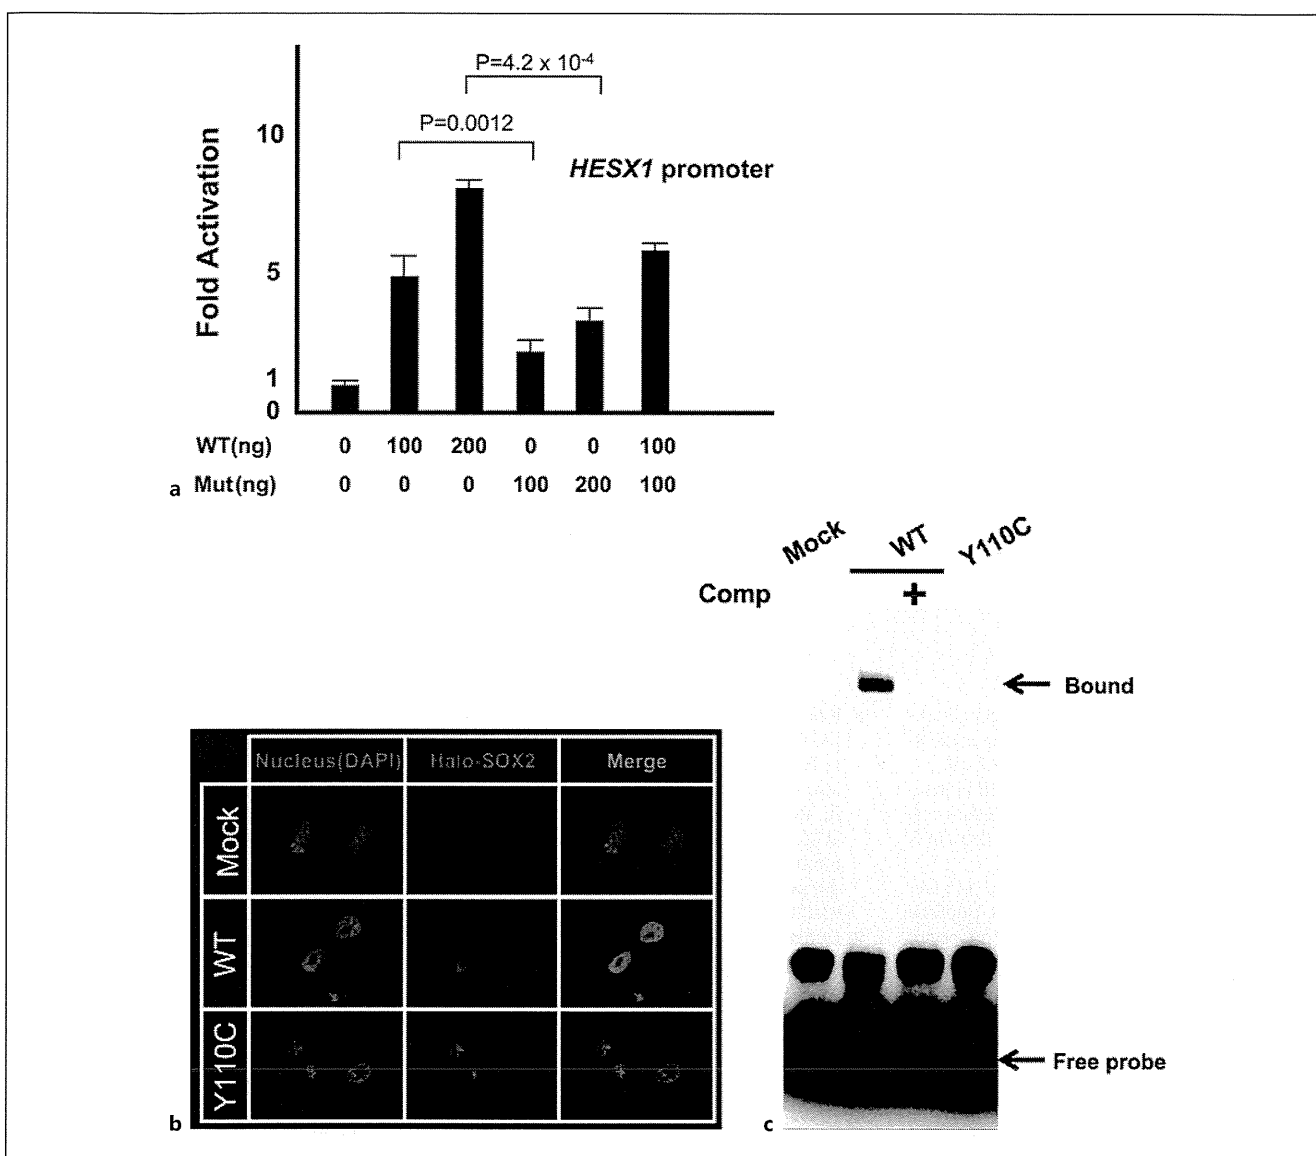 P=4.2 x 10-4
P=0.0012
HESX1 promoter
Fold Activation
10
5
1
0
WT(ng) 0 100 200 0 0 100
a Mut(ng) 0 0 0 100 200 100
Mock WT Y110C
Comp +
Bound
Free probe
Nucleus(DAPI) Halo-SOX2 Merge
Mock
WT
Y110C
b
c